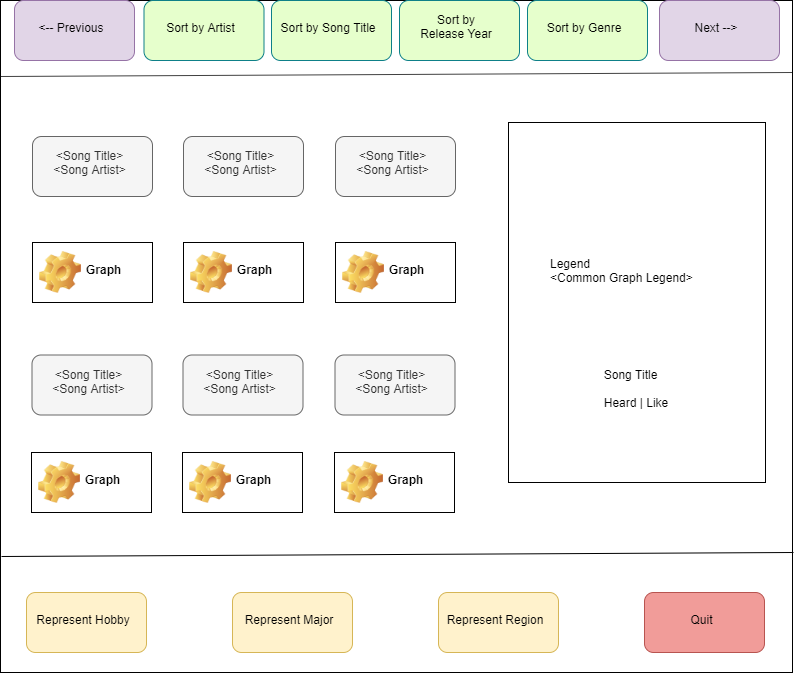 <-- Previous
Sort by Artist
Sort by Song Title
Sort by
Release Year
Sort by Genre
Next -->
<Song Title>
<Song Artist>
<Song Title>
<Song Artist>
<Song Title>
<Song Artist>
Graph
Graph
Graph
Legend
<Common Graph Legend>
Song Title
Heard | Like
<Song Title>
<Song Artist>
<Song Title>
<Song Artist>
<Song Title>
<Song Artist>
Graph
Graph
Graph
Represent Hobby
Represent Major
Represent Region
Quit